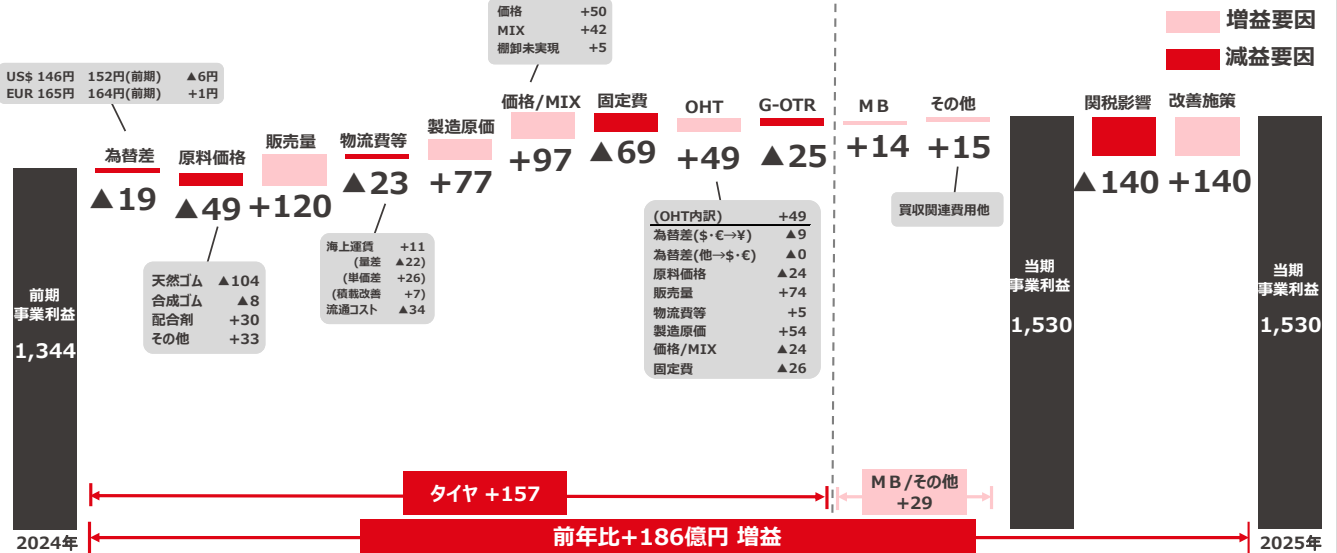 増益要因
減益要因
価格 +50
MIX +42
棚卸未実現 +5
US$ 146円 152円(前期) ▲6円
EUR 165円 164円(前期) +1円
為替差
▲19
原料価格
▲49
天然ゴム ▲104
合成ゴム ▲8
配合剤 +30
その他 +33
販売量
+120
物流費等
▲23
海上運賃 +11
(量差 ▲22)
(単価差 +26)
(積載改善 +7)
流通コスト ▲34
製造原価
+77
価格/MIX
+97
固定費
▲69
OHT
+49
(OHT内訳) +49
為替差($・€→¥) ▲9
為替差(他→$・€) ▲0
原料価格 ▲24
販売量 +74
物流費等 +5
製造原価 +54
価格/MIX ▲24
固定費 ▲26
G-OTR
▲25
ＭＢ
+14
その他
+15
買収関連費用他
関税影響
▲140
改善施策
+140
前期
事業利益
1,344
当期
事業利益
1,530
当期
事業利益
1,530
タイヤ +157
ＭＢ/その他
+29
前年比+186億円 増益
2024年
2025年